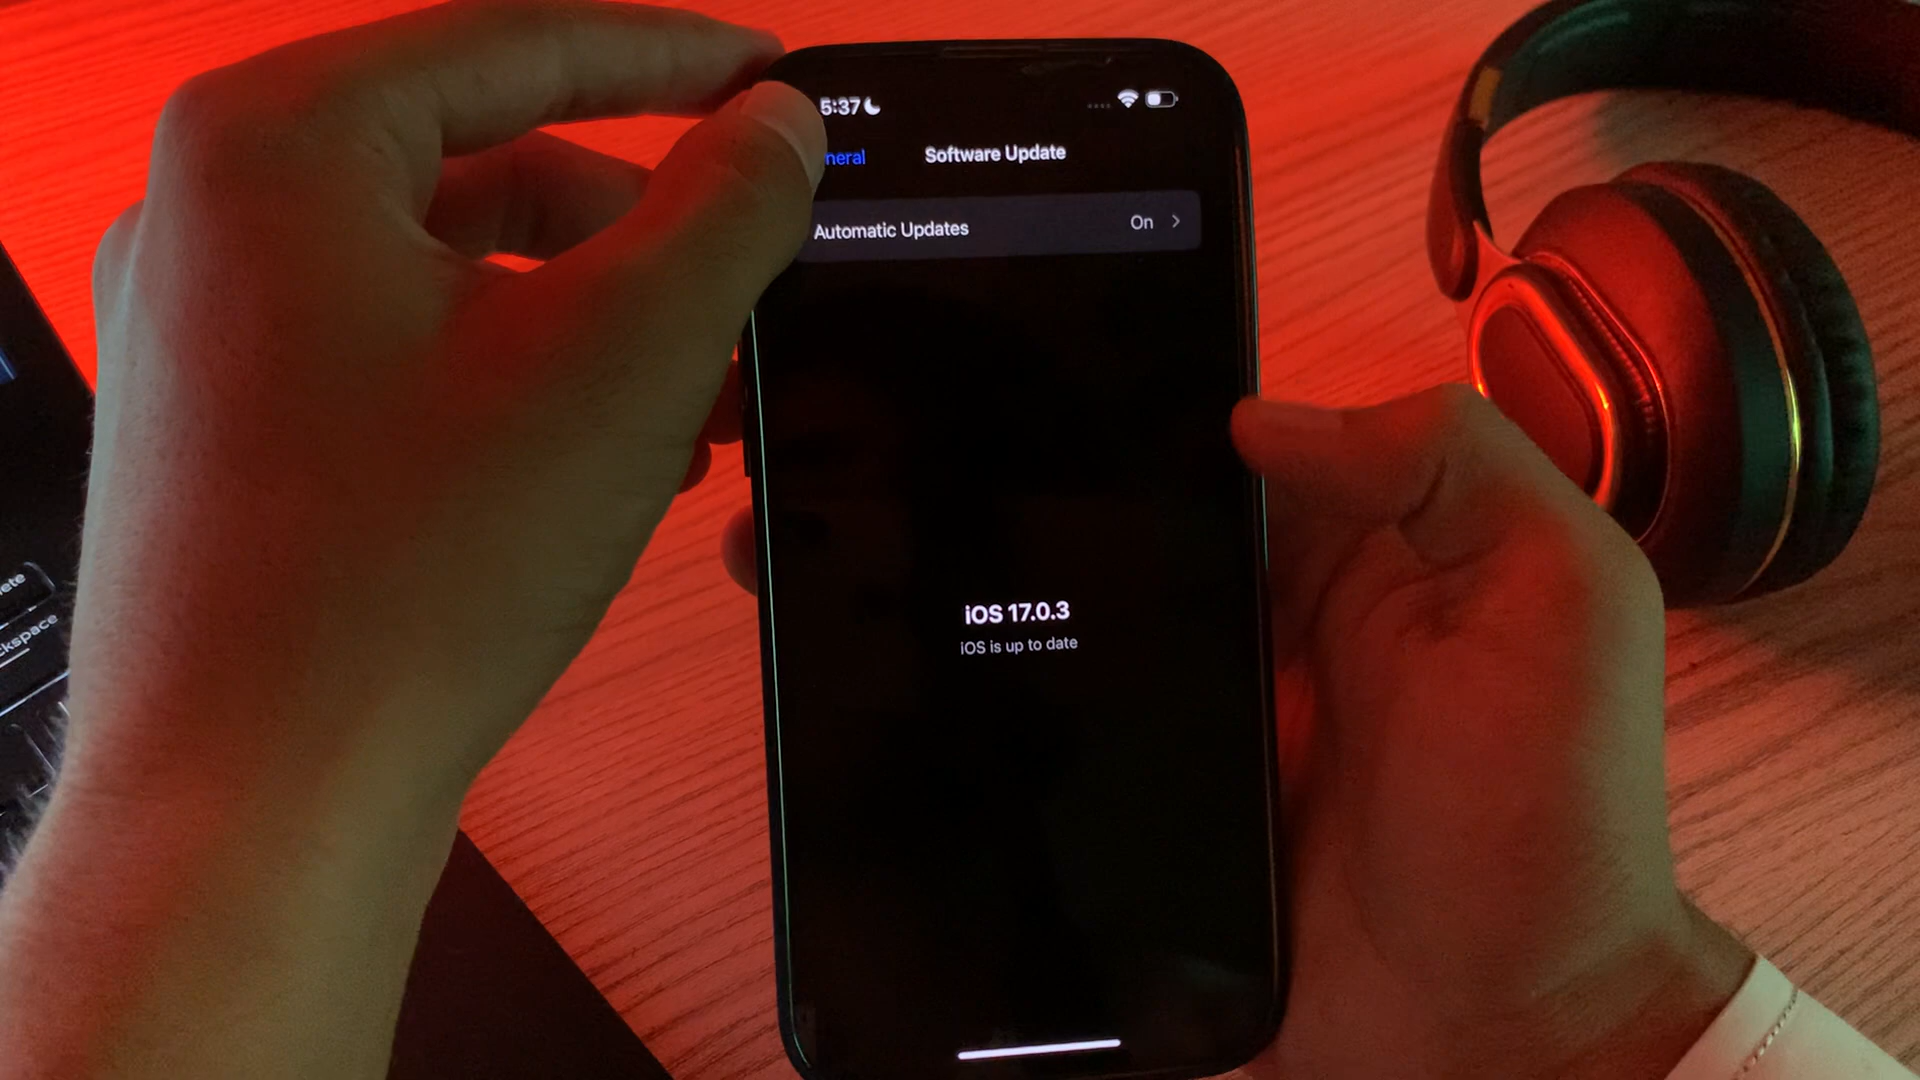 5:37
neral
Software Update
Automatic Updates
On
iOS 17.0.3
iOS is up to date
ete
ckspace